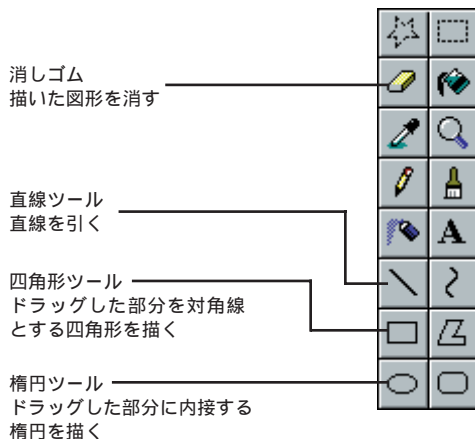 消しゴム
描いた図形を消す
直線ツール
直線を引く
四角形ツール
ドラッグした部分を対角線
とする四角形を描く
楕円ツール
ドラッグした部分に内接する
楕円を描く
A